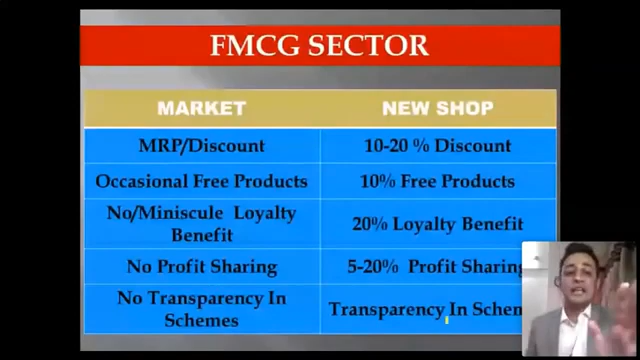 FMCG SECTOR
MARKET
NEW SHOP
MRP/Discount
10-20 % Discount
Occasional Free Products
10% Free Products
No/Miniscule Loyalty
Benefit
20% Loyalty Benefit
No Profit Sharing
5-20% Profit Sharing
No Transparency In
Schemes
Transparency In